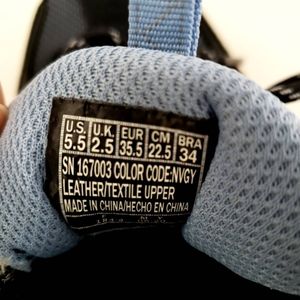 U.S. U.K. EUR CM BRA
5.5 2.5 35.5 22.5 34
SN 167003 COLOR CODE:NVGY
LEATHER/TEXTILE UPPER
MADE IN CHINA/HECHO EN CHINA